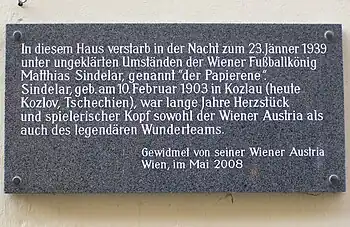 In diesem Haus verstarb in der Nacht zum 23. Jänner 1939
unter ungeklärten Umständen der Wiener Fußballkönig
Matthias Sindelar, genannt "der Papierene".
Sindelar, geb. am 10. Februar 1903 in Kozlau (heute
Kozlov, Tschechien), war lange Jahre Herzstück
und spielerischer Kopf sowohl der Wiener Austria als
auch des legendären Wunderteams.
Gewidmet von seiner Wiener Austria
Wien, im Mai 2008